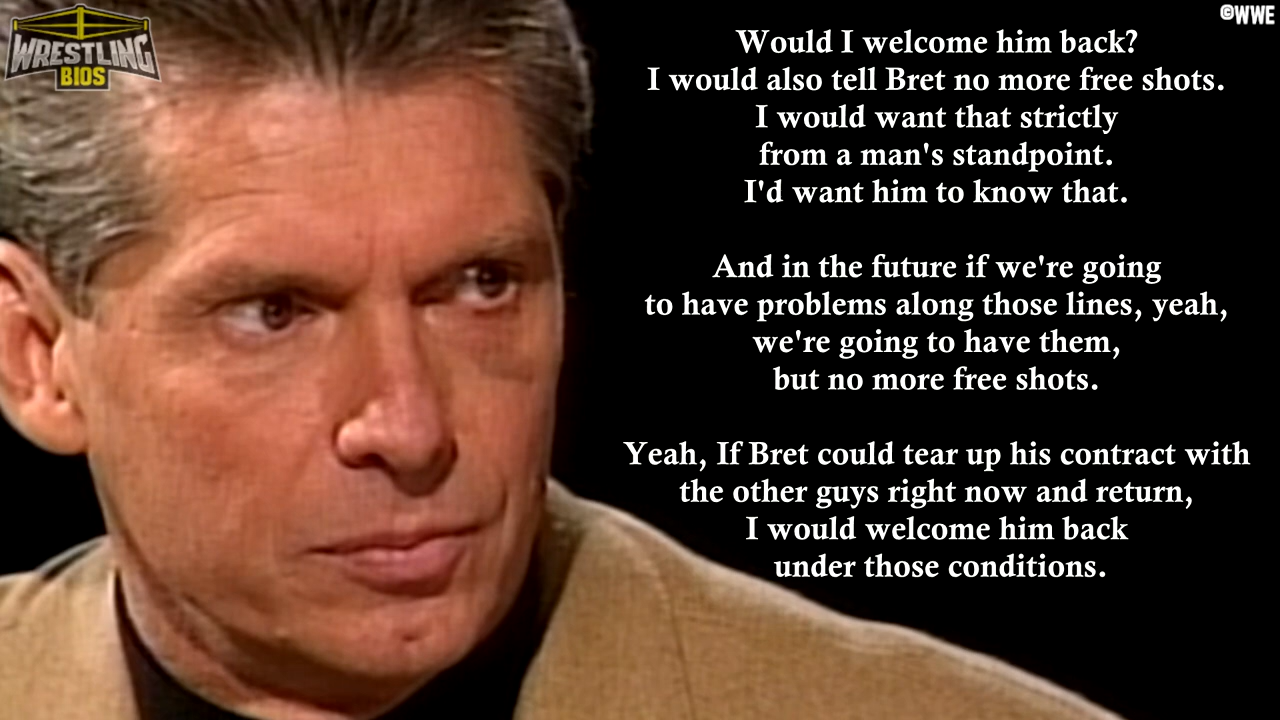 WRESTLING
BIOS
©WWE
Would I welcome him back?
I would also tell Bret no more free shots.
I would want that strictly
from a man's standpoint.
I'd want him to know that.
And in the future if we're going
to have problems along those lines, yeah,
we're going to have them,
but no more free shots.
Yeah, If Bret could tear up his contract with
the other guys right now and return,
I would welcome him back
under those conditions.